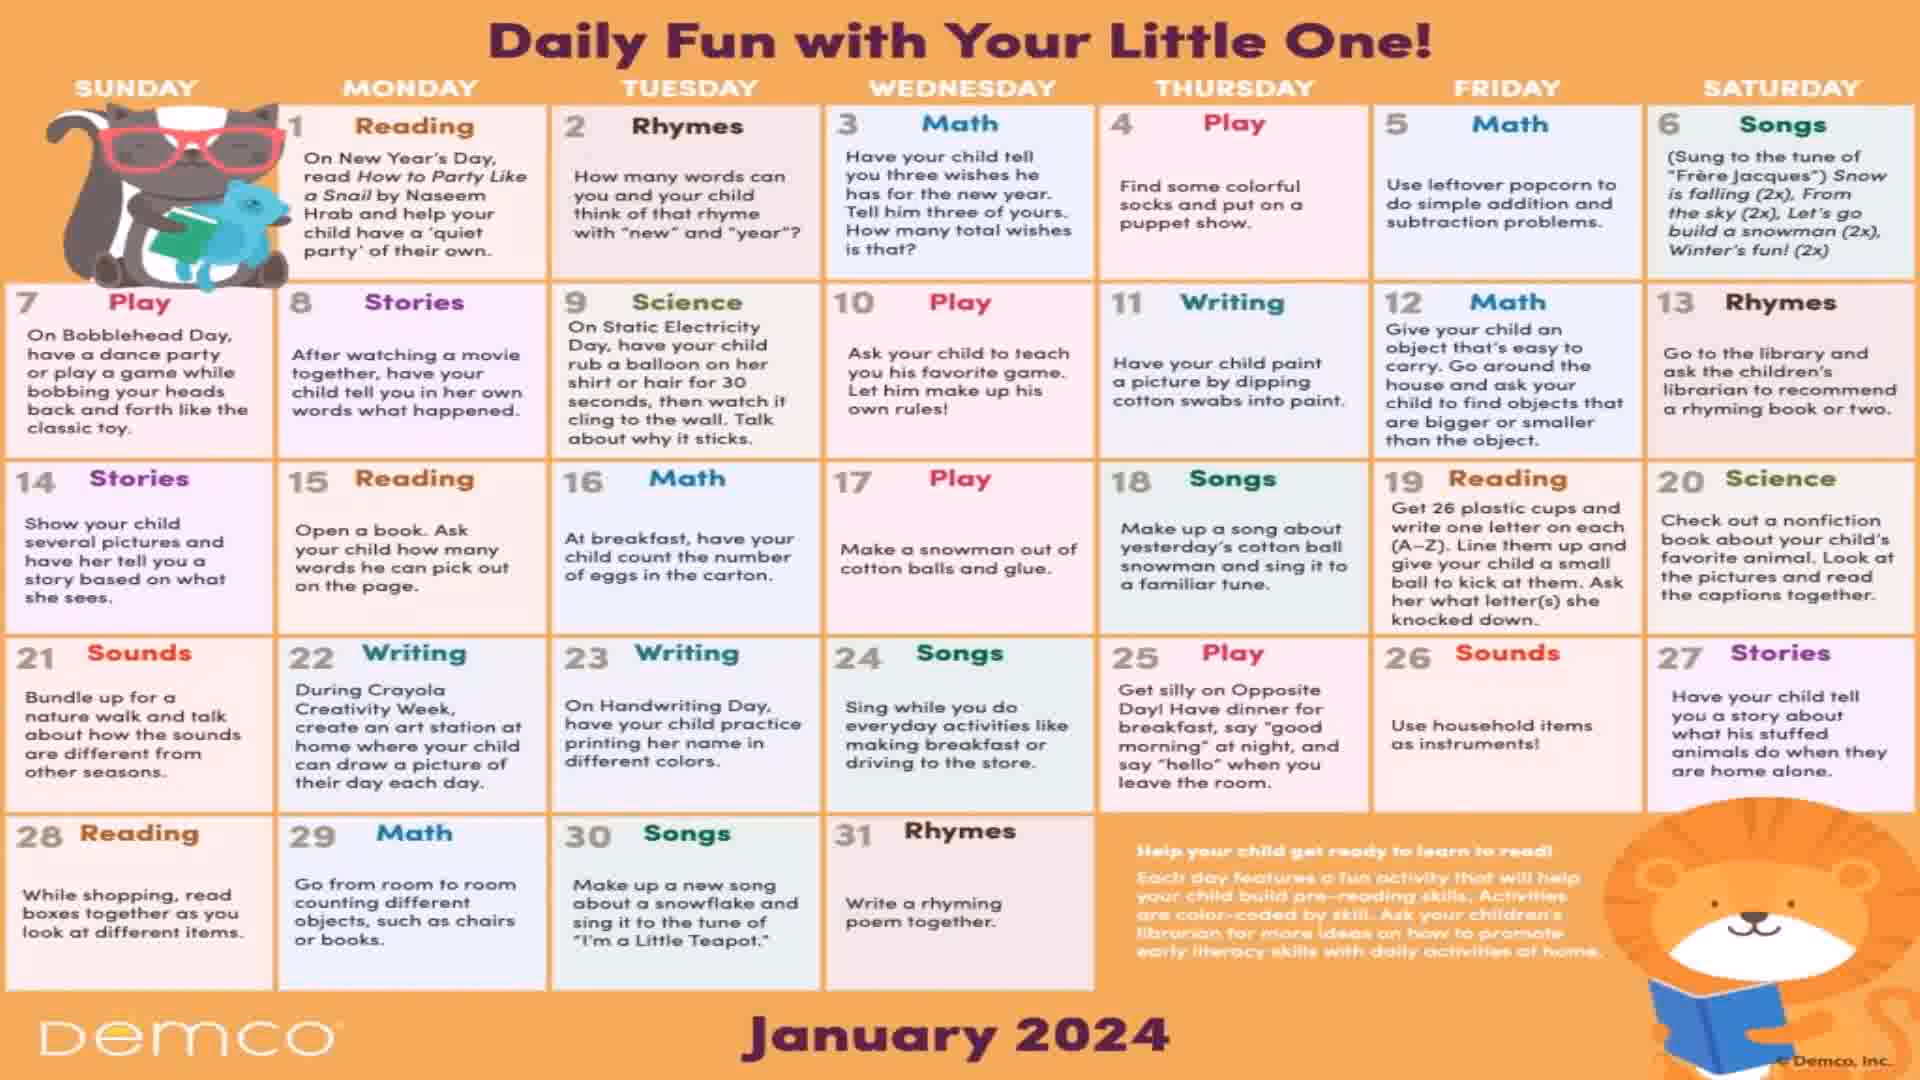 Daily Fun with Your Little One!
SUNDAY MONDAY TUESDAY WEDNESDAY THURSDAY FRIDAY SATURDAY
1 Reading
On New Year's Day,
read How to Party Like
a Snail by Naseem
Hrab and help your
child have a 'quiet
party' of their own.
2 Rhymes
How many words can
you and your child
think of that rhyme
with "new" and "year"?
3 Math
Have your child tell
you three wishes he
has for the new year.
Tell him three of yours.
How many total wishes
is that?
4 Play
Find some colorful
socks and put on a
puppet show.
5 Math
Use leftover popcorn to
do simple addition and
subtraction problems.
6 Songs
(Sung to the tune of
"Frère Jacques") Snow
is falling (2x), From
the sky (2x), Let's go
build a snowman (2x),
Winter's fun! (2x)
7 Play
On Bobblehead Day,
have a dance party
or play a game while
bobbing your heads
back and forth like the
classic toy.
8 Stories
After watching a movie
together, have your
child tell you in her own
words what happened.
9 Science
On Static Electricity
Day, have your child
rub a balloon on her
shirt or hair for 30
seconds, then watch it
cling to the wall. Talk
about why it sticks.
10 Play
Ask your child to teach
you his favorite game.
Let him make up his
own rules!
11 Writing
Have your child paint
a picture by dipping
cotton swabs into paint.
12 Math
Give your child an
object that's easy to
carry. Go around the
house and ask your
child to find objects that
are bigger or smaller
than the object.
13 Rhymes
Go to the library and
ask the children's
librarian to recommend
a rhyming book or two.
14 Stories
Show your child
several pictures and
have her tell you a
story based on what
she sees.
15 Reading
Open a book. Ask
your child how many
words he can pick out
on the page.
16 Math
At breakfast, have your
child count the number
of eggs in the carton.
17 Play
Make a snowman out of
cotton balls and glue.
18 Songs
Make up a song about
yesterday's cotton ball
snowman and sing it to
a familiar tune.
19 Reading
Get 26 plastic cups and
write one letter on each
(A–Z). Line them up and
give your child a small
ball to kick at them. Ask
her what letter(s) she
knocked down.
20 Science
Check out a nonfiction
book about your child's
favorite animal. Look at
the pictures and read
the captions together.
21 Sounds
Bundle up for a
nature walk and talk
about how the sounds
are different from
other seasons.
22 Writing
During Crayola
Creativity Week,
create an art station at
home where your child
can draw a picture of
their day each day.
23 Writing
On Handwriting Day,
have your child practice
printing her name in
different colors.
24 Songs
Sing while you do
everyday activities like
making breakfast or
driving to the store.
25 Play
Get silly on Opposite
Day! Have dinner for
breakfast, say "good
morning" at night, and
say "hello" when you
leave the room.
26 Sounds
Use household items
as instruments!
27 Stories
Have your child tell
you a story about
what his stuffed
animals do when they
are home alone.
28 Reading
While shopping, read
boxes together as you
look at different items.
29 Math
Go from room to room
counting different
objects, such as chairs
or books.
30 Songs
Make up a new song
about a snowflake and
sing it to the tune of
"I'm a Little Teapot."
31 Rhymes
Write a rhyming
poem together.
Help your child get ready to learn to read!
Each day features a fun activity that will help
your child build pre-reading skills. Activities
are color-coded by skill. Ask your children's
librarian for more ideas on how to promote
early literacy skills with daily activities at home.
Demco
January 2024
© Demco, Inc.